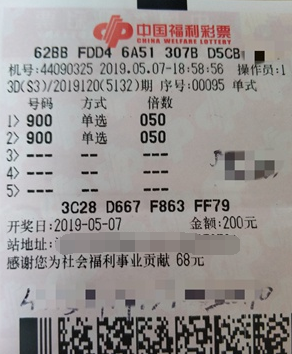 中国福利彩票
CHINA WELFARE LOTTERY
62BB FDD4 6A51 307B D5CB
机号:44090325 2019.05.07-18:58:56 操作员:1
3D(S3)/2019120(5132)期 序号:00095 单式
号码 方式 倍数
1> 900 单选 050
2> 900 单选 050
3> --- -- ---
4> --- -- ---
5> --- -- ---
3C28 D667 F863 FF79
开奖日:2019-05-07 金额:200元
站地址:
感谢您为社会福利事业贡献 68元